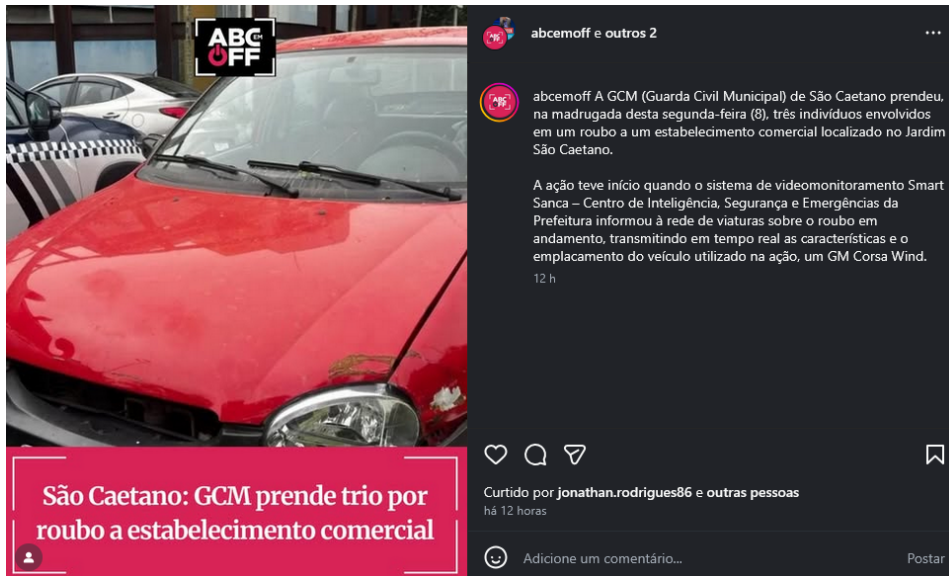 ABC EM
OFF
São Caetano: GCM prende trio por
roubo a estabelecimento comercial
abcemoff e outros 2
abcemoff A GCM (Guarda Civil Municipal) de São Caetano prendeu,
na madrugada desta segunda-feira (8), três indivíduos envolvidos
em um roubo a um estabelecimento comercial localizado no Jardim
São Caetano.
A ação teve início quando o sistema de videomonitoramento Smart
Sanca – Centro de Inteligência, Segurança e Emergências da
Prefeitura informou à rede de viaturas sobre o roubo em
andamento, transmitindo em tempo real as características e o
emplacamento do veículo utilizado na ação, um GM Corsa Wind.
12 h
Curtido por jonathan.rodrigues86 e outras pessoas
há 12 horas
Adicione um comentário...
Postar